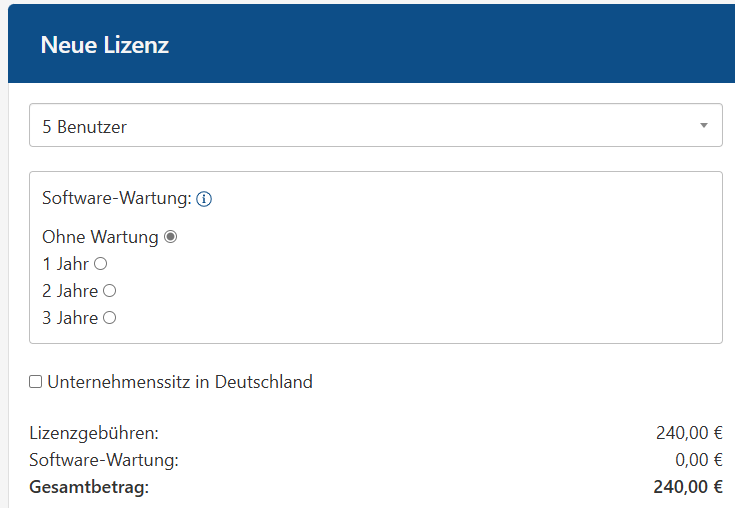 Neue Lizenz
5 Benutzer
Software-Wartung:
Ohne Wartung
1 Jahr
2 Jahre
3 Jahre
Unternehmenssitz in Deutschland
Lizenzgebühren: 240,00 €
Software-Wartung: 0,00 €
Gesamtbetrag: 240,00 €